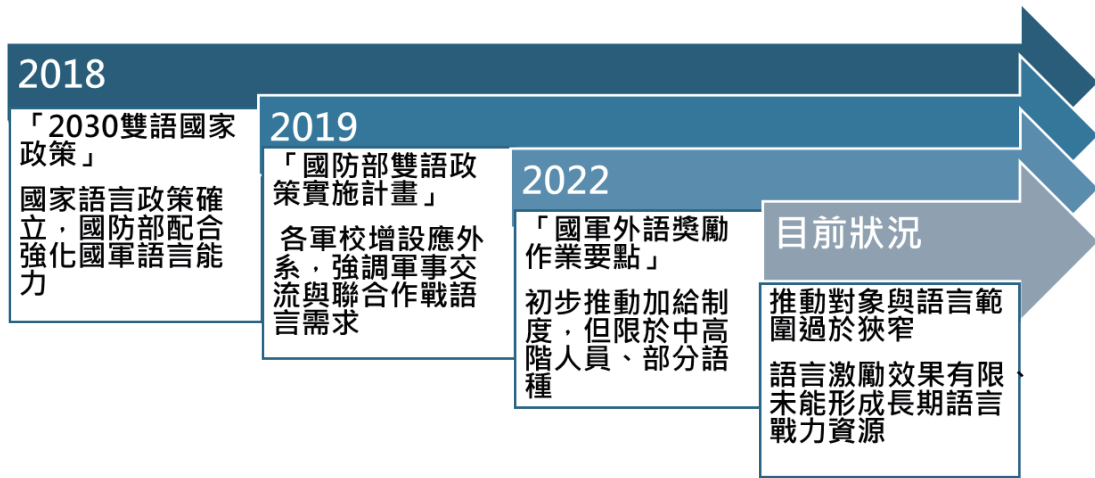 2018
「2030雙語國家
政策」
國家語言政策確
立，國防部配合
強化國軍語言能
力
2019
「國防部雙語政
策實施計畫」
各軍校增設應外
系，強調軍事交
流與聯合作戰語
言需求
2022
「國軍外語獎勵
作業要點」
初步推動加給制
度，但限於中高
階人員、部分語
種
目前狀況
推動對象與語言範
圍過於狹窄
語言激勵效果有限、
未能形成長期語言
戰力資源